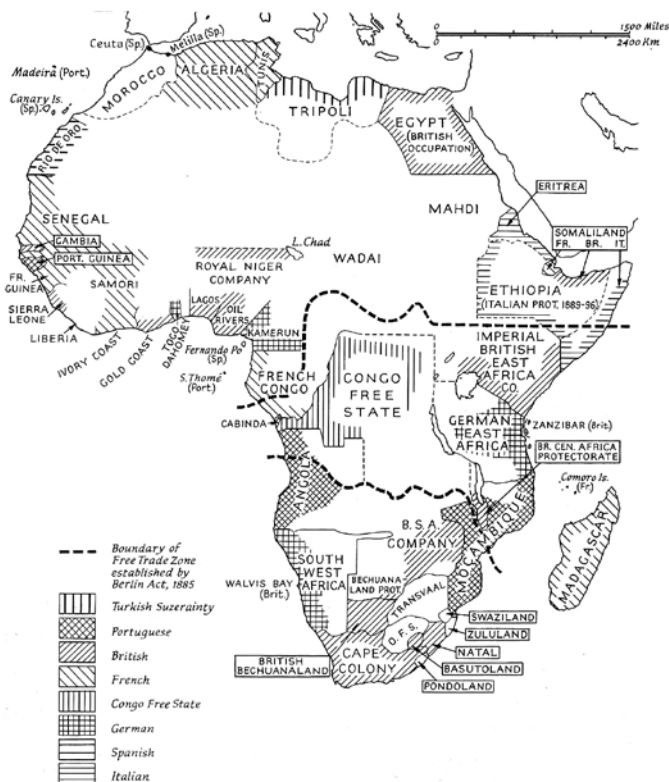 0 1500 Miles
0 2400 Km
Ceuta (Sp.)
Melilla (Sp.)
Madeira (Port.)
Canary Is.
(Sp.)
MOROCCO
ALGERIA
TUNIS
TRIPOLI
EGYPT
(BRITISH
OCCUPATION)
RIO DE ORO
MAHDI
ERITREA
SENEGAL
GAMBIA
PORT. GUINEA
FR.
GUINEA
SAMORI
SIERRA
LEONE
LIBERIA
IVORY COAST
GOLD COAST
TOGO
DAHOMEY
LAGOS
OIL
RIVERS
ROYAL NIGER
COMPANY
L. Chad
WADAI
SOMALILAND
FR. BR. IT.
ETHIOPIA
(ITALIAN PROT. 1889-96)
KAMERUN
Fernando Po
(Sp.)
S. Thomé
(Port)
FRENCH
CONGO
CONGO
FREE
STATE
IMPERIAL
BRITISH
EAST
AFRICA
CO.
GERMAN
EAST
AFRICA
ZANZIBAR (Brit.)
BR. CEN. AFRICA
PROTECTORATE
CABINDA
Comoro Is.
(Fr.)
ANGOLA
B.S.A.
COMPANY
MOÇAMBIQUE
MADAGASCAR
SOUTH
WEST
AFRICA
WALVIS BAY
(Brit.)
BECHUANA-
LAND PROT.
TRANSVAAL
O.F.S.
SWAZILAND
ZULULAND
NATAL
BASUTOLAND
PONDOLAND
CAPE
COLONY
BRITISH
BECHUANALAND
Boundary of
Free Trade Zone
established by
Berlin Act, 1885
Turkish Suzerainty
Portuguese
British
French
Congo Free State
German
Spanish
Italian